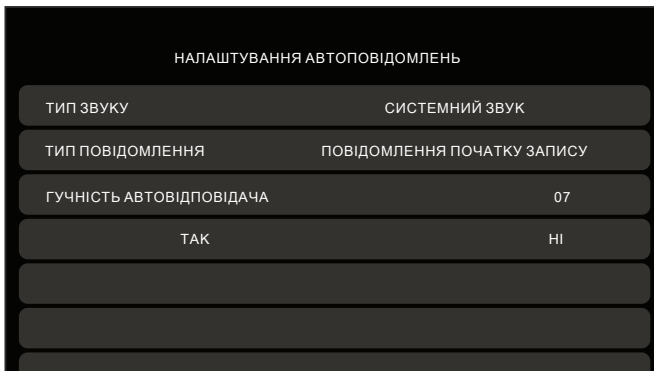 НАЛАШТУВАННЯ АВТОПОВІДОМЛЕНЬ
ТИП ЗВУКУ СИСТЕМНИЙ ЗВУК
ТИП ПОВІДОМЛЕННЯ ПОВІДОМЛЕННЯ ПОЧАТКУ ЗАПИСУ
ГУЧНІСТЬ АВТОВІДПОВІДАЧА 07
ТАК НІ